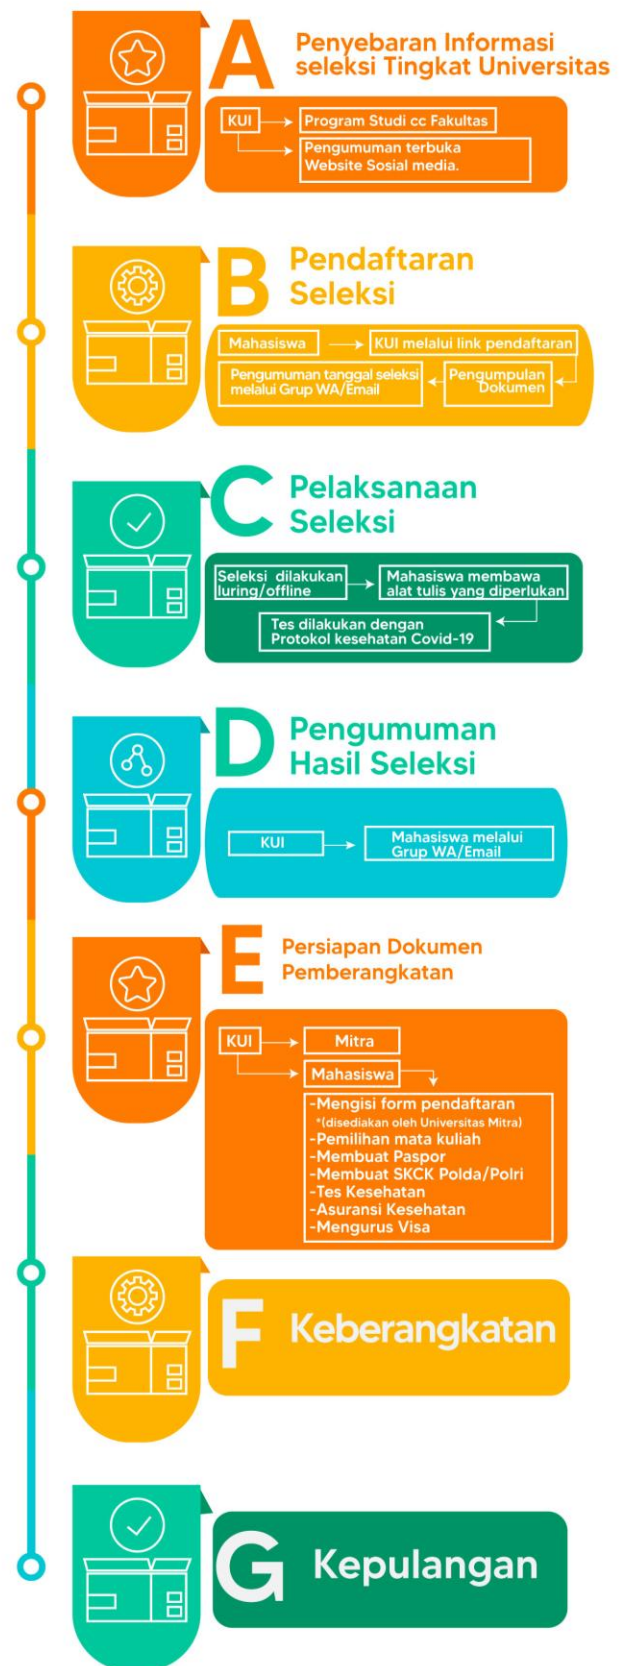 A
Penyebaran Informasi
seleksi Tingkat Universitas
KUI
Program Studi cc Fakultas
Pengumuman terbuka
Website Sosial media.
B
Pendaftaran
Seleksi
Mahasiswa
KUI melalui link pendaftaran
Pengumpulan
Dokumen
Pengumuman tanggal seleksi
melalui Grup WA/Email
C
Pelaksanaan
Seleksi
Seleksi dilakukan
luring/offline
Mahasiswa membawa
alat tulis yang diperlukan
Tes dilakukan dengan
Protokol kesehatan Covid-19
D
Pengumuman
Hasil Seleksi
KUI
Mahasiswa melalui
Grup WA/Email
E
Persiapan Dokumen
Pemberangkatan
KUI
Mitra
Mahasiswa
-Mengisi form pendaftaran
*(disediakan oleh Universitas Mitra)
-Pemilihan mata kuliah
-Membuat Paspor
-Membuat SKCK Polda/Polri
-Tes Kesehatan
-Asuransi Kesehatan
-Mengurus Visa
F
Keberangkatan
G
Kepulangan